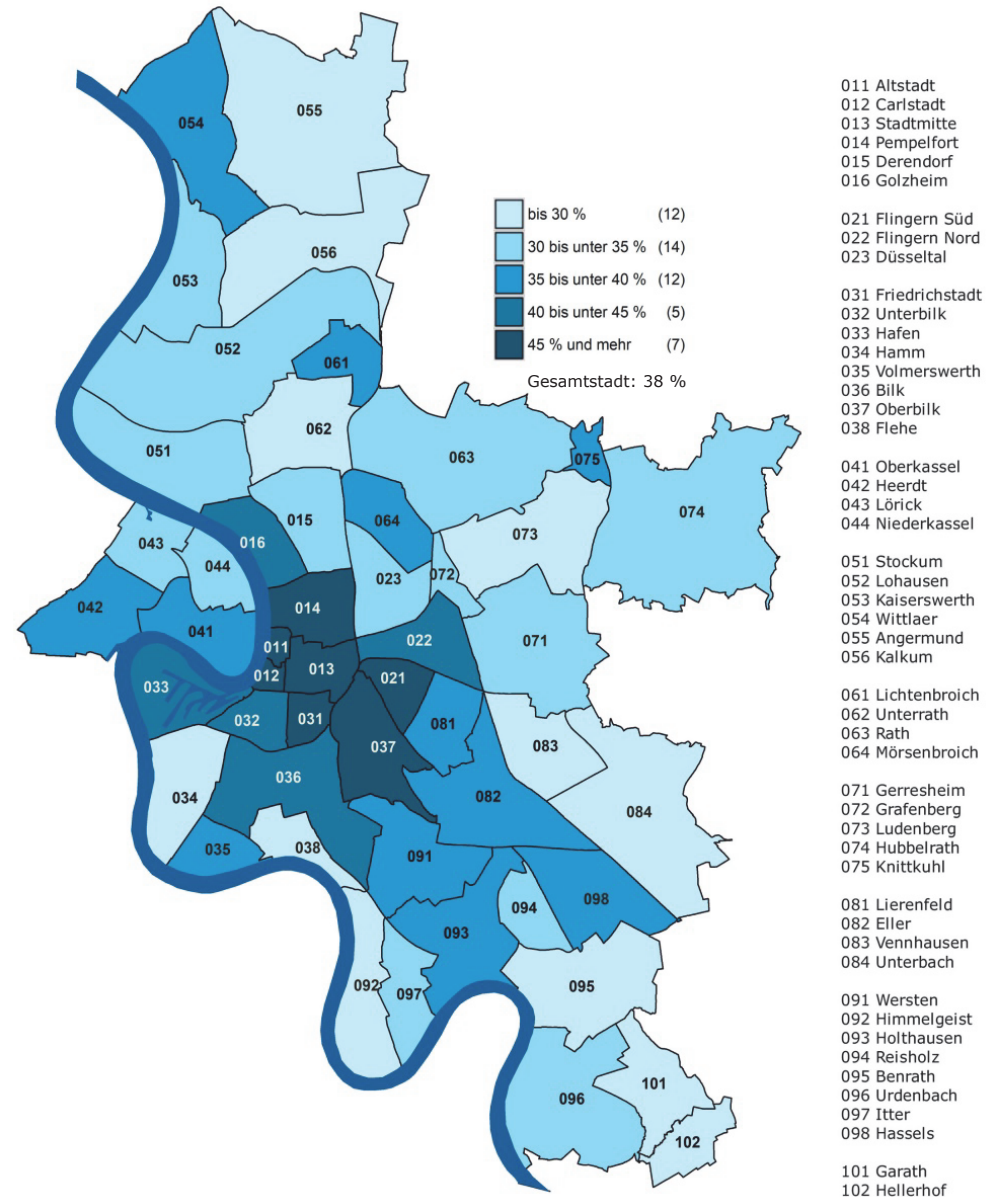 055
054
056
053
052
061
062
051
063
075
074
043
016
015
064
073
044
023
072
042
041
014
022
071
011
012
013
021
033
032
031
081
083
037
036
034
082
084
035
038
091
094
098
093
092
097
095
096
101
102
bis 30 % (12)
30 bis unter 35 % (14)
35 bis unter 40 % (12)
40 bis unter 45 % (5)
45 % und mehr (7)
Gesamtstadt: 38 %
011 Altstadt
012 Carlstadt
013 Stadtmitte
014 Pempelfort
015 Derendorf
016 Golzheim
021 Flingern Süd
022 Flingern Nord
023 Düsseltal
031 Friedrichstadt
032 Unterbilk
033 Hafen
034 Hamm
035 Volmerswerth
036 Bilk
037 Oberbilk
038 Flehe
041 Oberkassel
042 Heerdt
043 Lörick
044 Niederkassel
051 Stockum
052 Lohausen
053 Kaiserswerth
054 Wittlaer
055 Angermund
056 Kalkum
061 Lichtenbroich
062 Unterrath
063 Rath
064 Mörsenbroich
071 Gerresheim
072 Grafenberg
073 Ludenberg
074 Hubbelrath
075 Knittkuhl
081 Lierenfeld
082 Eller
083 Vennhausen
084 Unterbach
091 Wersten
092 Himmelgeist
093 Holthausen
094 Reisholz
095 Benrath
096 Urdenbach
097 Itter
098 Hassels
101 Garath
102 Hellerhof